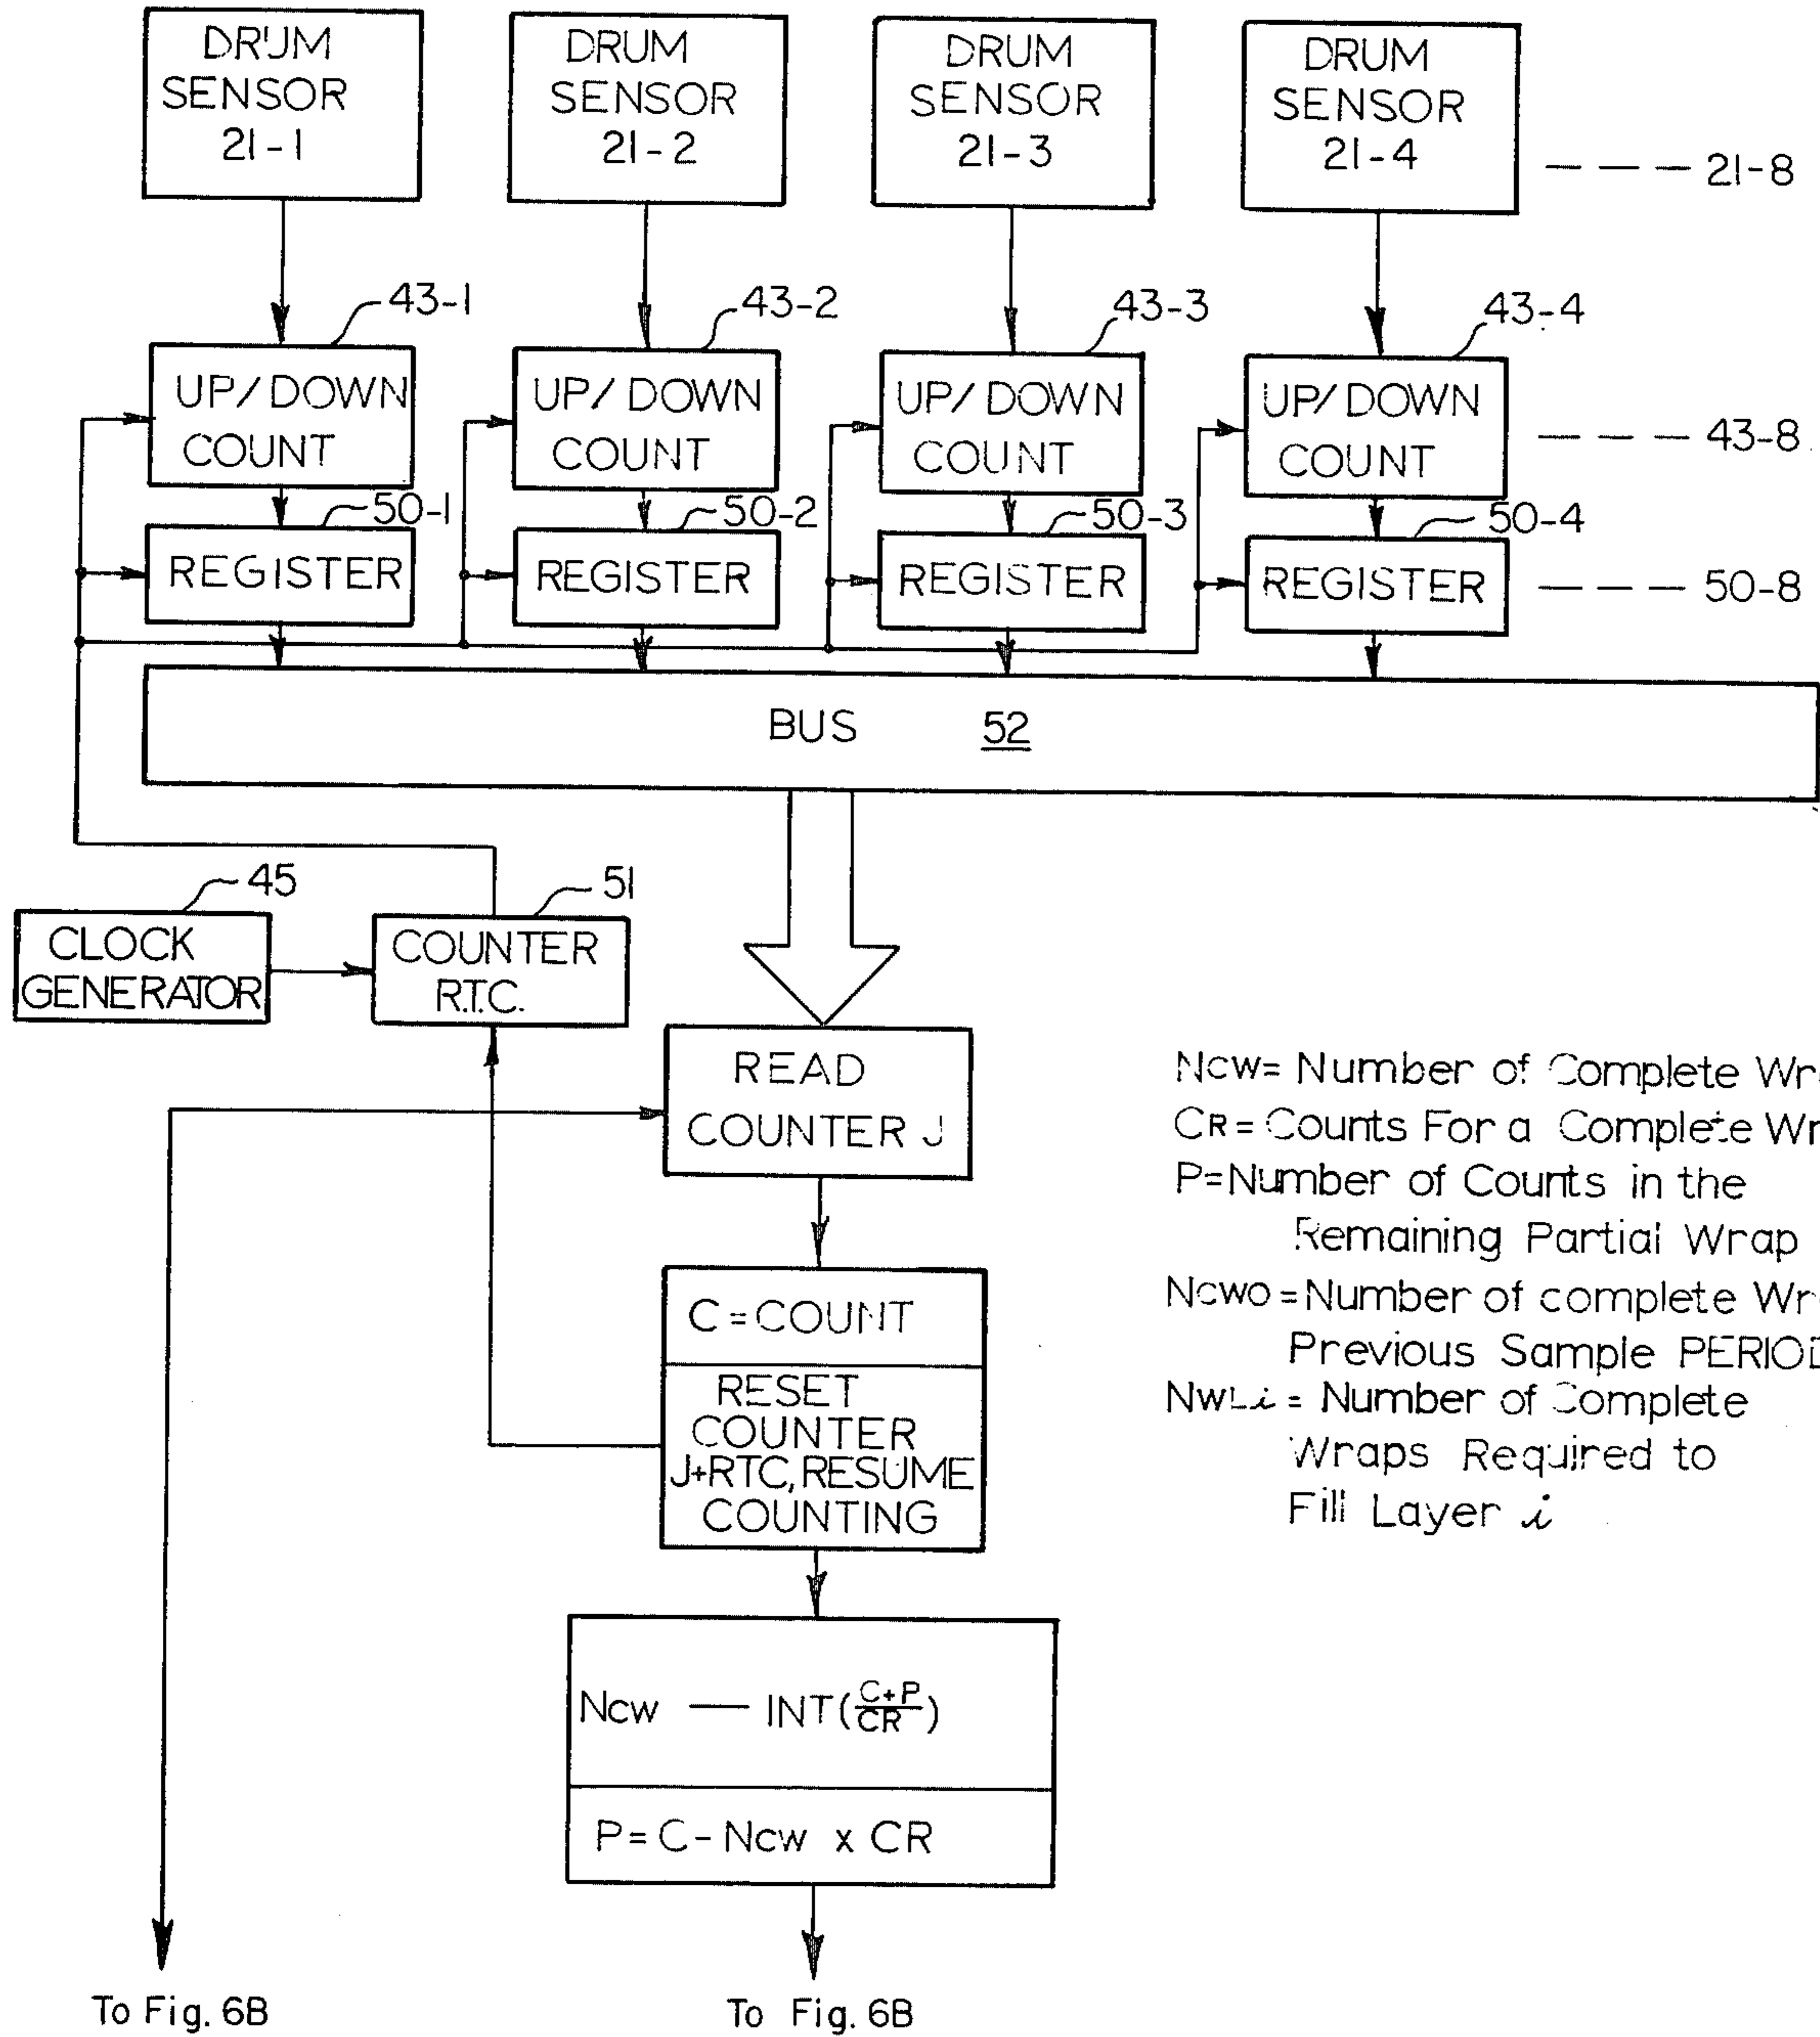 DRUM
SENSOR
21-1
DRUM
SENSOR
21-2
DRUM
SENSOR
21-3
DRUM
SENSOR
21-4
— — — 21-8
43-1
43-2
43-3
43-4
UP/DOWN
COUNT
UP/DOWN
COUNT
UP/DOWN
COUNT
UP/DOWN
COUNT
— — — 43-8
50-1
50-2
50-3
50-4
REGISTER
REGISTER
REGISTER
REGISTER
— — — 50-8
BUS 52
45
51
CLOCK
GENERATOR
COUNTER
R.T.C.
READ
COUNTER J
C = COUNT
RESET
COUNTER
J+RTC, RESUME
COUNTING
Ncw — INT(C+P/CR)
P = C - Ncw x CR
To Fig. 6B
To Fig. 6B
Ncw = Number of Complete
CR = Counts For a Complete
P = Number of Counts in the
Remaining Partial Wrap
Ncwo = Number of complete
Previous Sample PERIOD
NwLi = Number of Complete
Wraps Required to
Fill Layer i